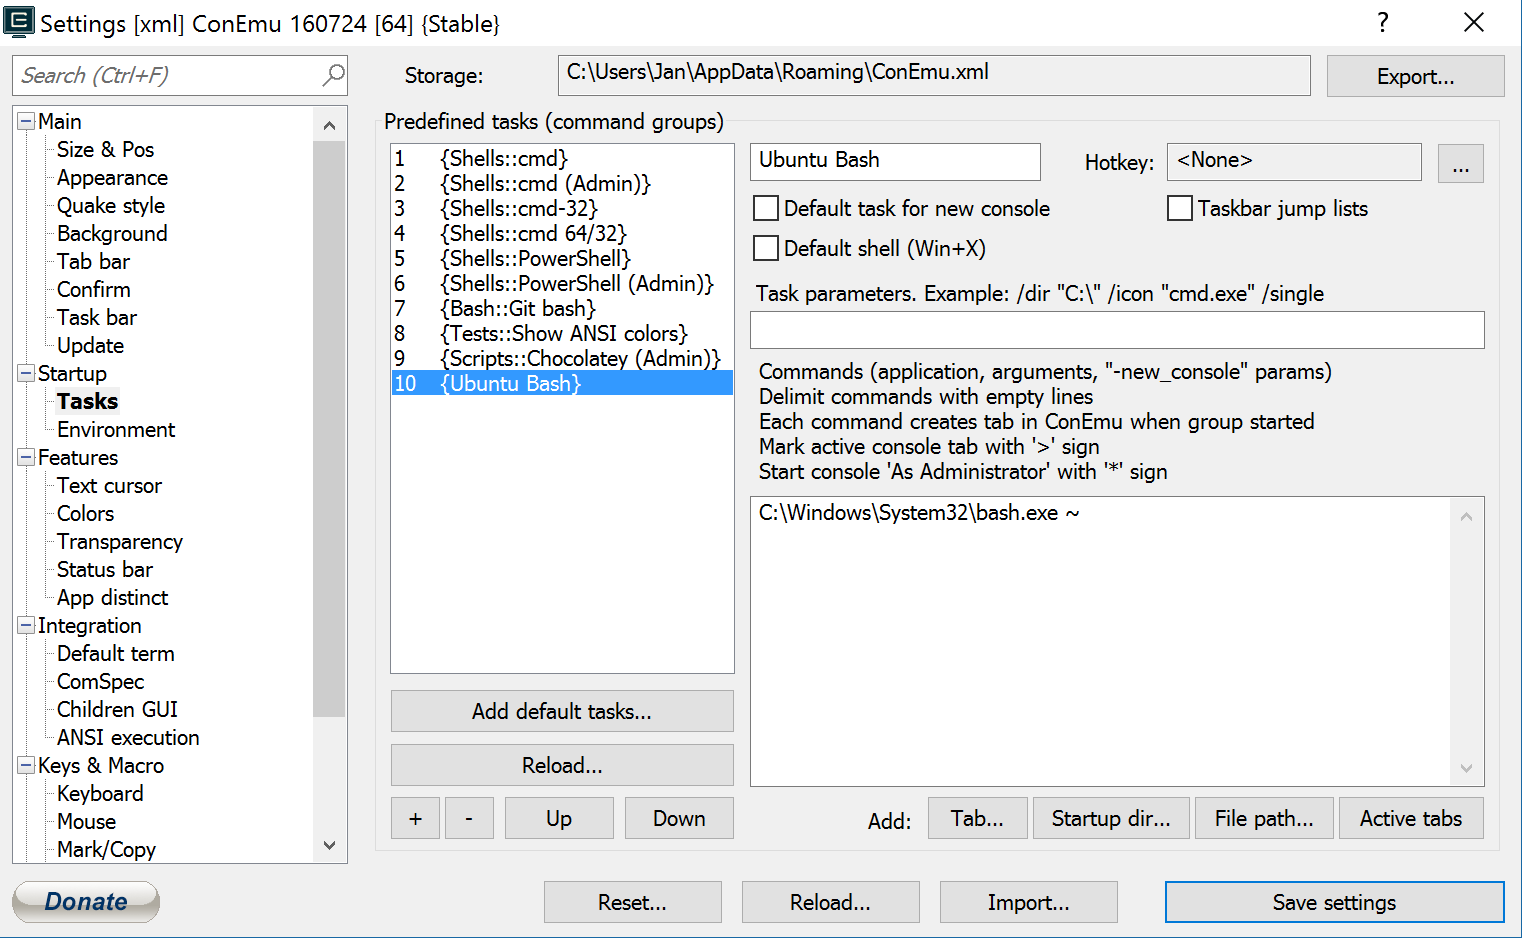 Settings [xml] ConEmu 160724 [64] {Stable}
?
Search (Ctrl+F)
Storage:
C:\Users\Jan\AppData\Roaming\ConEmu.xml
Export...
Main
Size & Pos
Appearance
Quake style
Background
Tab bar
Confirm
Task bar
Update
Startup
Tasks
Environment
Features
Text cursor
Colors
Transparency
Status bar
App distinct
Integration
Default term
ComSpec
Children GUI
ANSI execution
Keys & Macro
Keyboard
Mouse
Mark/Copy
Predefined tasks (command groups)
1 {Shells::cmd}
2 {Shells::cmd (Admin)}
3 {Shells::cmd-32}
4 {Shells::cmd 64/32}
5 {Shells::PowerShell}
6 {Shells::PowerShell (Admin)}
7 {Bash::Git bash}
8 {Tests::Show ANSI colors}
9 {Scripts::Chocolatey (Admin)}
10 {Ubuntu Bash}
Add default tasks...
Reload...
+ - Up Down
Ubuntu Bash
Hotkey: <None> ...
Default task for new console
Taskbar jump lists
Default shell (Win+X)
Task parameters. Example: /dir "C:\" /icon "cmd.exe" /single
Commands (application, arguments, "-new_console" params)
Delimit commands with empty lines
Each command creates tab in ConEmu when group started
Mark active console tab with '>' sign
Start console 'As Administrator' with '*' sign
C:\Windows\System32\bash.exe ~
Add: Tab... Startup dir... File path... Active tabs
Donate
Reset...
Reload...
Import...
Save settings